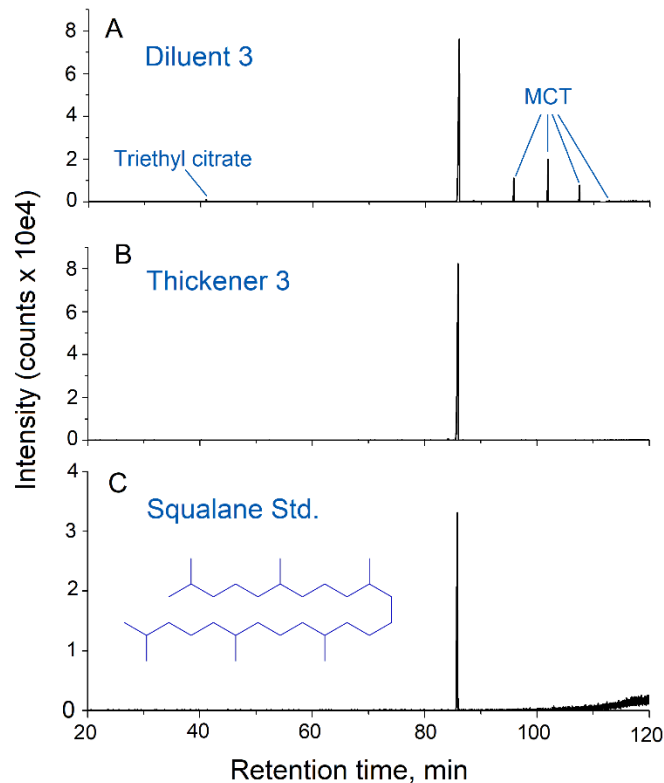 A
Diluent 3
MCT
Triethyl citrate
8
6
4
2
0
B
Thickener 3
8
6
4
2
0
C
Squalane Std.
4
3
2
1
0
20 40 60 80 100 120
Retention time, min
Intensity (counts x 10e4)